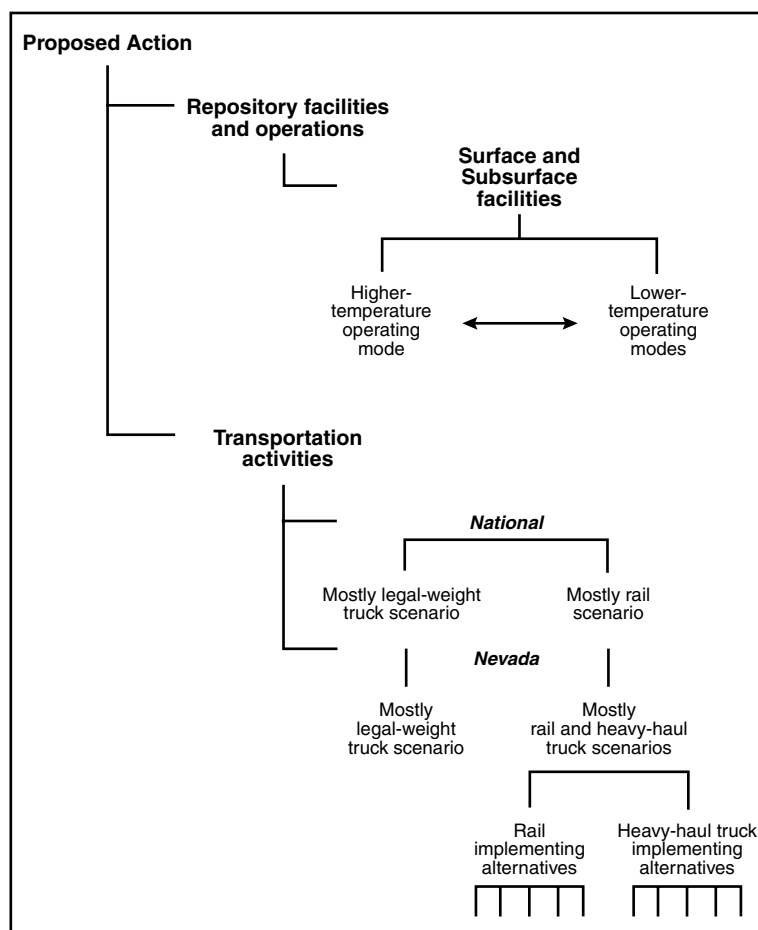 Proposed Action
Repository facilities
and operations
Surface and
Subsurface
facilities
Higher-
temperature
operating
mode
Lower-
temperature
operating
modes
Transportation
activities
National
Mostly legal-weight
truck scenario
Mostly rail
scenario
Nevada
Mostly
legal-weight
truck scenario
Mostly
rail and heavy-haul
truck scenarios
Rail
implementing
alternatives
Heavy-haul truck
implementing
alternatives